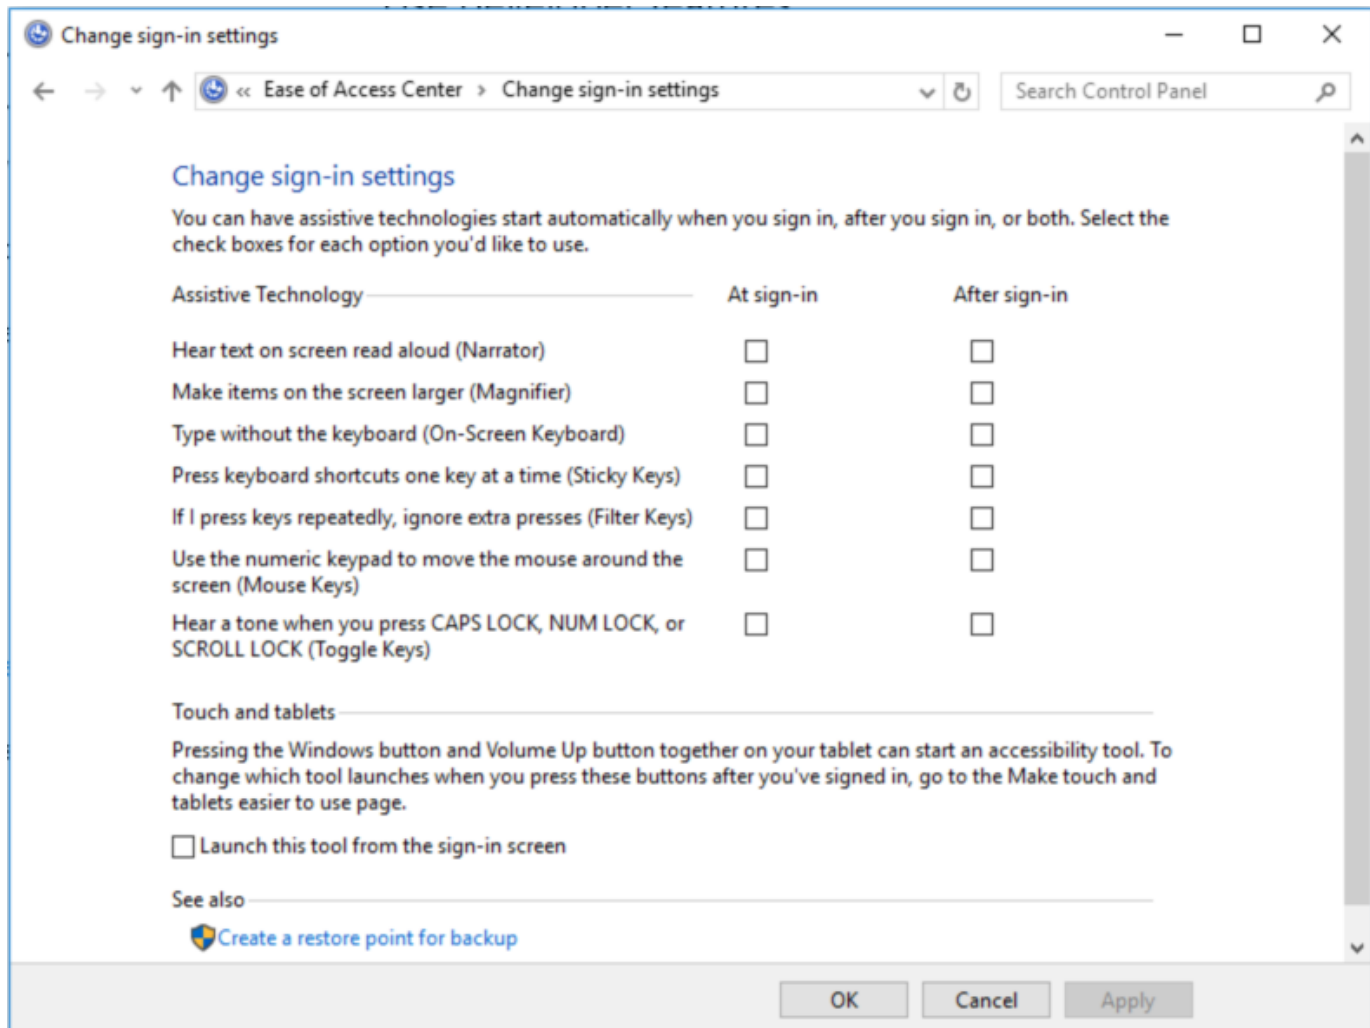 Change sign-in settings
« Ease of Access Center › Change sign-in settings
Search Control Panel
Change sign-in settings
You can have assistive technologies start automatically when you sign in, after you sign in, or both. Select the
check boxes for each option you'd like to use.
Assistive Technology At sign-in After sign-in
Hear text on screen read aloud (Narrator)
Make items on the screen larger (Magnifier)
Type without the keyboard (On-Screen Keyboard)
Press keyboard shortcuts one key at a time (Sticky Keys)
If I press keys repeatedly, ignore extra presses (Filter Keys)
Use the numeric keypad to move the mouse around the
screen (Mouse Keys)
Hear a tone when you press CAPS LOCK, NUM LOCK, or
SCROLL LOCK (Toggle Keys)
Touch and tablets
Pressing the Windows button and Volume Up button together on your tablet can start an accessibility tool. To
change which tool launches when you press these buttons after you've signed in, go to the Make touch and
tablets easier to use page.
Launch this tool from the sign-in screen
See also
Create a restore point for backup
OK Cancel Apply